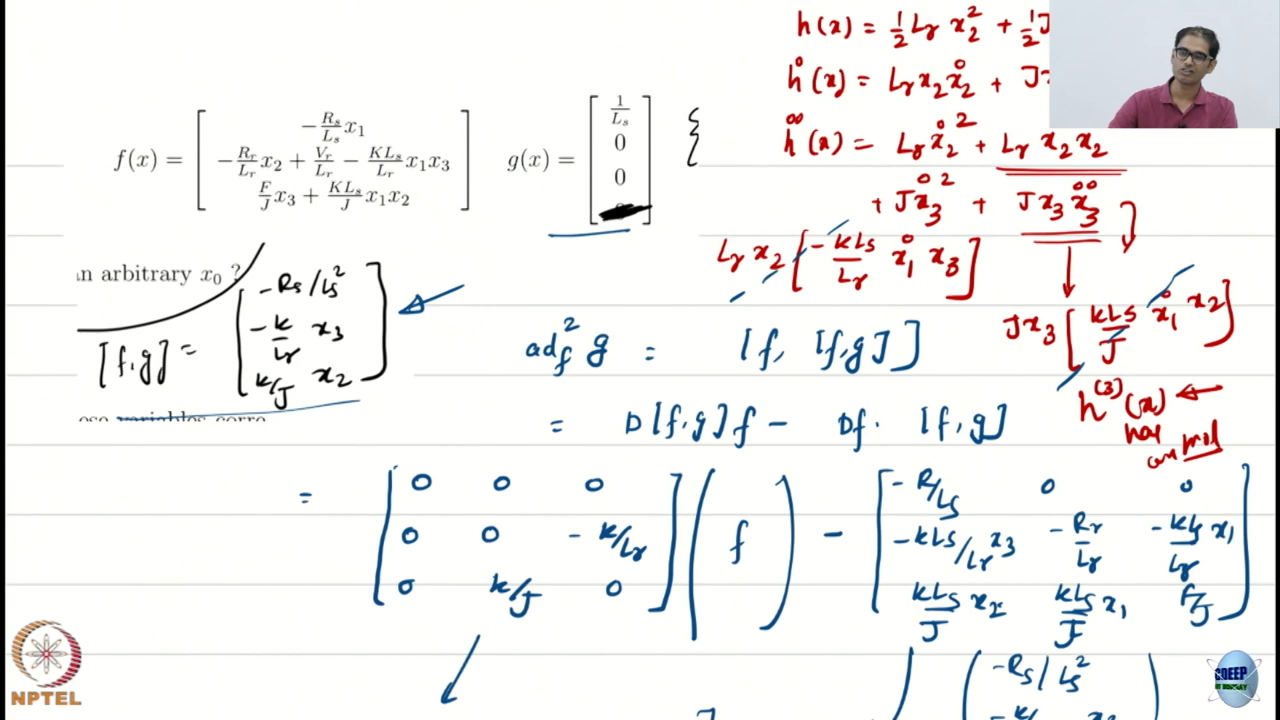 h(x) = ½ Lr x₂² + ½ J
ḣ(x) = Lr x₂ ẋ₂ + J
ḧ(x) = Lr ẋ₂² + Lr x₂ x₂
+ J ẋ₃² + J x₃ ẍ₃
Lr x₂ [ - KLs/Lr ẋ₁ x₃ ]
J x₃ [ KLs/J ẋ₁ x₂ ]
h⁽³⁾(x) ←
has
control
f(x) = [ -Rs/Ls x₁
-Rr/Lr x₂ + Vr/Lr - KLs/Lr x₁x₃
F/J x₃ + KLs/J x₁x₂ ]
g(x) = [ 1/Ls
0
0 ]
an arbitrary x₀ ?
[f,g] = [ -Rs/Ls²
-k/Lr x₃
k/J x₂ ]
ad_f² g = [f, [f,g]]
= D[f,g] f - Df. [f,g]
= [ 0 0 0
0 0 -k/Lr
0 k/J 0 ] ( f ) - [ -R/Ls 0 0
-KLs/Lr x₃ -Rr/Lr -KLs/Lr x₁
KLs/J x₂ KLs/J x₁ F/J ]
( -Rs/Ls²
NPTEL
CDEEP